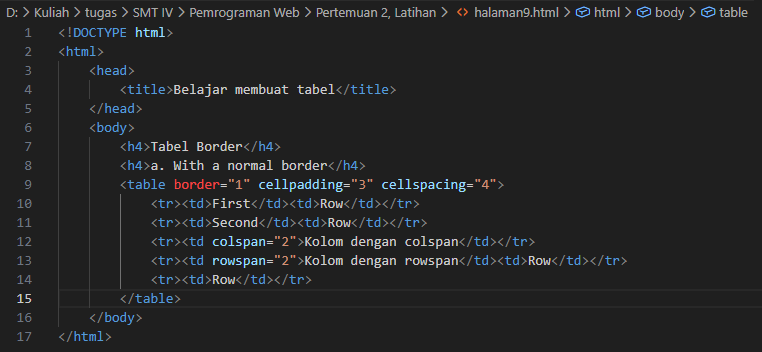 D: > Kuliah > tugas > SMT IV > Pemrograman Web > Pertemuan 2, Latihan > <> halaman9.html > html > body > table
1 <!DOCTYPE html>
2 <html>
3     <head>
4         <title>Belajar membuat tabel</title>
5     </head>
6     <body>
7         <h4>Tabel Border</h4>
8         <h4>a. With a normal border</h4>
9         <table border="1" cellpadding="3" cellspacing="4">
10             <tr><td>First</td><td>Row</td></tr>
11             <tr><td>Second</td><td>Row</td></tr>
12             <tr><td colspan="2">Kolom dengan colspan</td></tr>
13             <tr><td rowspan="2">Kolom dengan rowspan</td><td>Row</td></tr>
14             <tr><td>Row</td></tr>
15         </table>
16     </body>
17 </html>